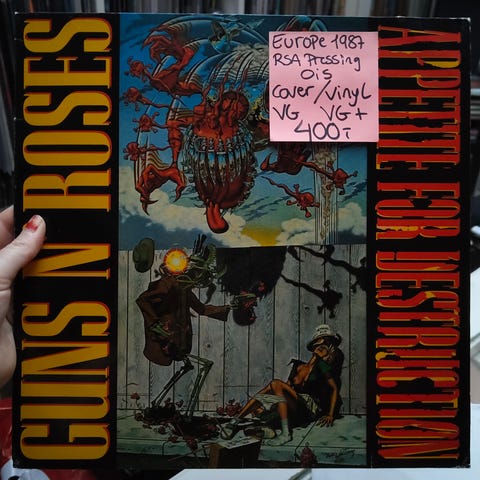 GUNS N ROSES
Europe 1987
RSA Pressing
OiS
Cover/Vinyl
VG VG+
400:-
APPETITE FOR DESTRUCTION